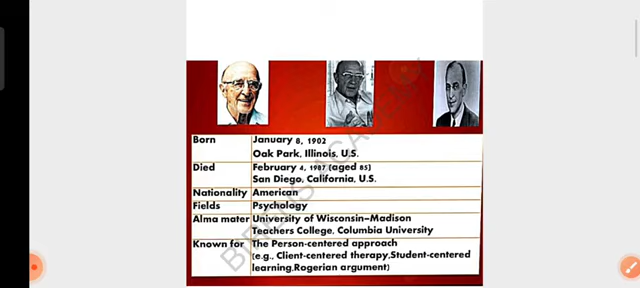 Born January 8, 1902
Oak Park, Illinois, U.S.
Died February 4, 1987 (aged 85)
San Diego, California, U.S.
Nationality American
Fields Psychology
Alma mater University of Wisconsin–Madison
Teachers College, Columbia University
Known for The Person-centered approach
(e.g., Client-centered therapy,Student-centered
learning,Rogerian argument)